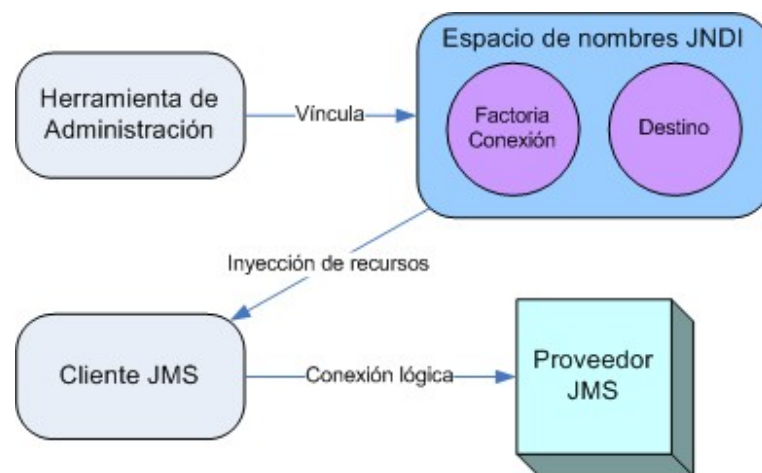 Espacio de nombres JNDI
Herramienta de
Administración
Víncula
Factoria
Conexión
Destino
Inyección de recursos
Cliente JMS
Conexión lógica
Proveedor
JMS